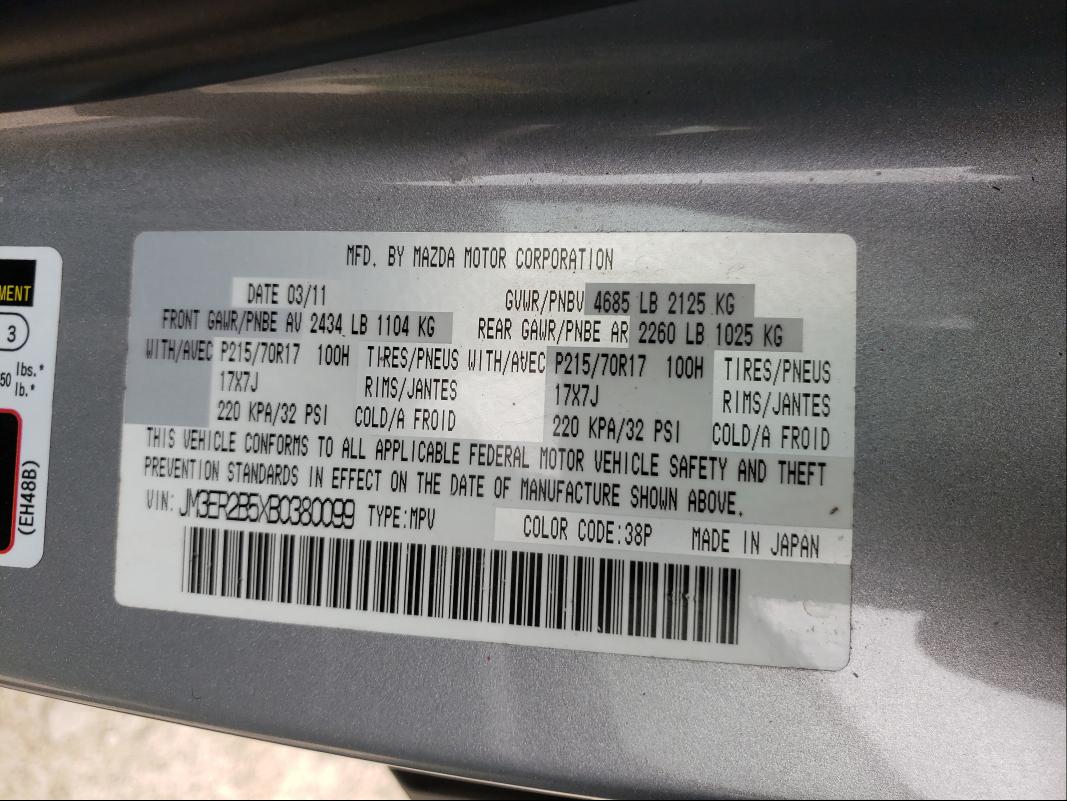 MENT
3
50 lbs.*
lb.*
(EH48B)
MFD. BY MAZDA MOTOR CORPORATION
DATE 03/11 GVWR/PNBV 4685 LB 2125 KG
FRONT GAWR/PNBE AV 2434 LB 1104 KG REAR GAWR/PNBE AR 2260 LB 1025 KG
WITH/AVEC P215/70R17 100H TIRES/PNEUS WITH/AVEC P215/70R17 100H TIRES/PNEUS
17X7J RIMS/JANTES 17X7J RIMS/JANTES
220 KPA/32 PSI COLD/A FROID 220 KPA/32 PSI COLD/A FROID
THIS VEHICLE CONFORMS TO ALL APPLICABLE FEDERAL MOTOR VEHICLE SAFETY AND THEFT
PREVENTION STANDARDS IN EFFECT ON THE DATE OF MANUFACTURE SHOWN ABOVE.
VIN: JM3ER2B5XB0380099 TYPE:MPV COLOR CODE:38P MADE IN JAPAN